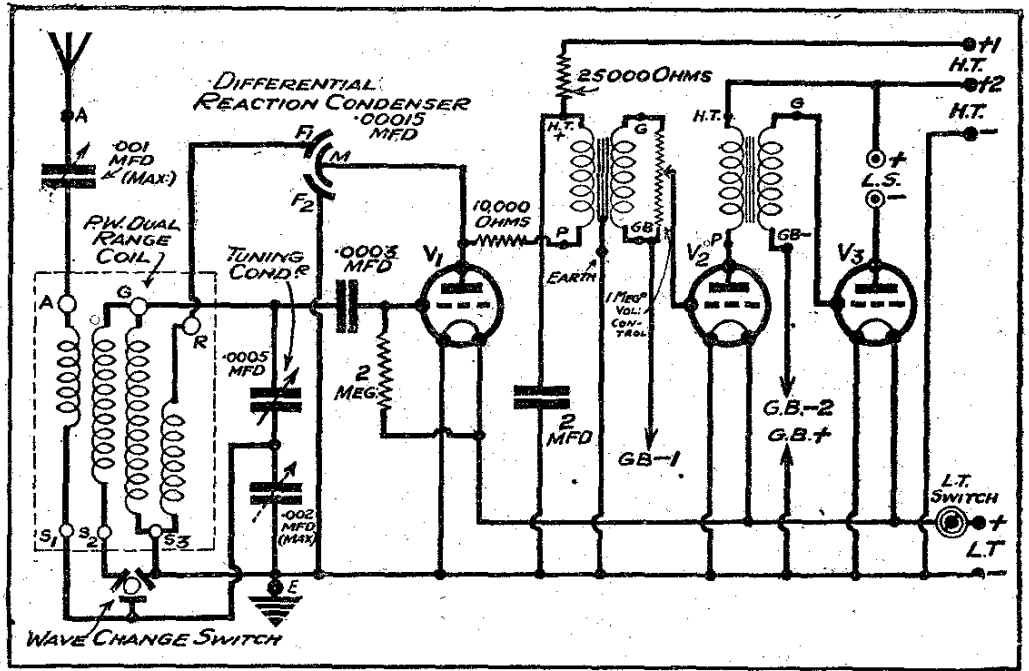 +1
H.T.
+2
H.T.
-
25000 OHMS
DIFFERENTIAL
REACTION CONDENSER
.00015
MFD
A
.001
MFD
(MAX:)
F1
M
F2
H.T.
+
G
H.T.
G
+
L.S.
-
P.W. DUAL
RANGE
COIL
TUNING
CONDR
.0003
MFD
V1
10,000
OHMS
P
GB
EARTH
1 MEGO
VOL:
CON-
TROL
V2
P
GB-
V3
A
G
R
.0005
MFD
2
MEG.
2
MFD
GB-1
G.B.-2
G.B.+
.002
MFD
(MAX)
L.T.
SWITCH
+
L.T
-
S1
S2
S3
E
WAVE CHANGE SWITCH